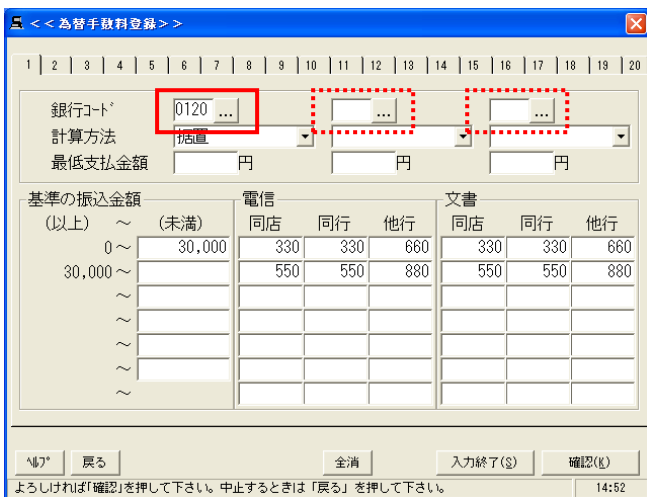 <<為替手数料登録>>
1 2 3 4 5 6 7 8 9 10 11 12 13 14 15 16 17 18 19 20
銀行ｺｰﾄﾞ 0120 ... ... ...
計算方法 据置
最低支払金額 円 円 円
基準の振込金額 電信 文書
(以上) ～ (未満) 同店 同行 他行 同店 同行 他行
0～ 30,000 330 330 660 330 330 660
30,000～ 550 550 880 550 550 880
～
～
～
～
～
ﾍﾙﾌﾟ 戻る 全消 入力終了(S) 確認(K)
よろしければ「確認」を押して下さい。中止するときは「戻る」を押して下さい。 14:52